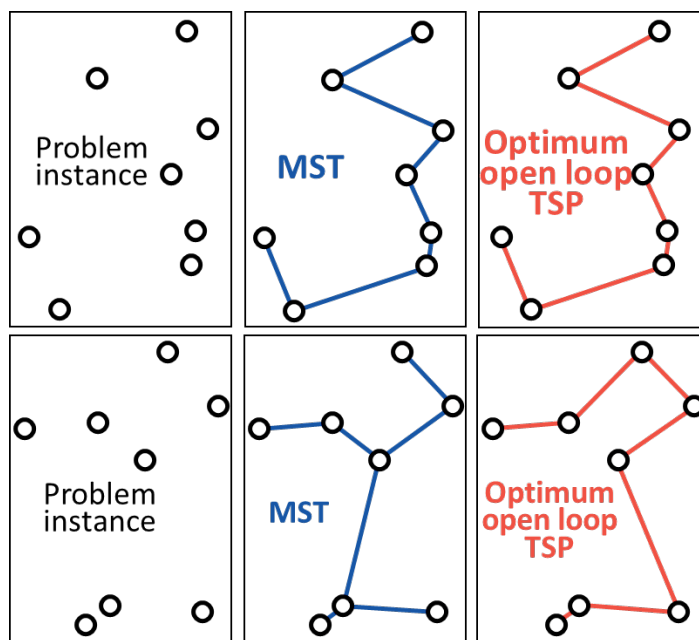 Problem
instance
MST
Optimum
open loop
TSP
Problem
instance
MST
Optimum
open loop
TSP